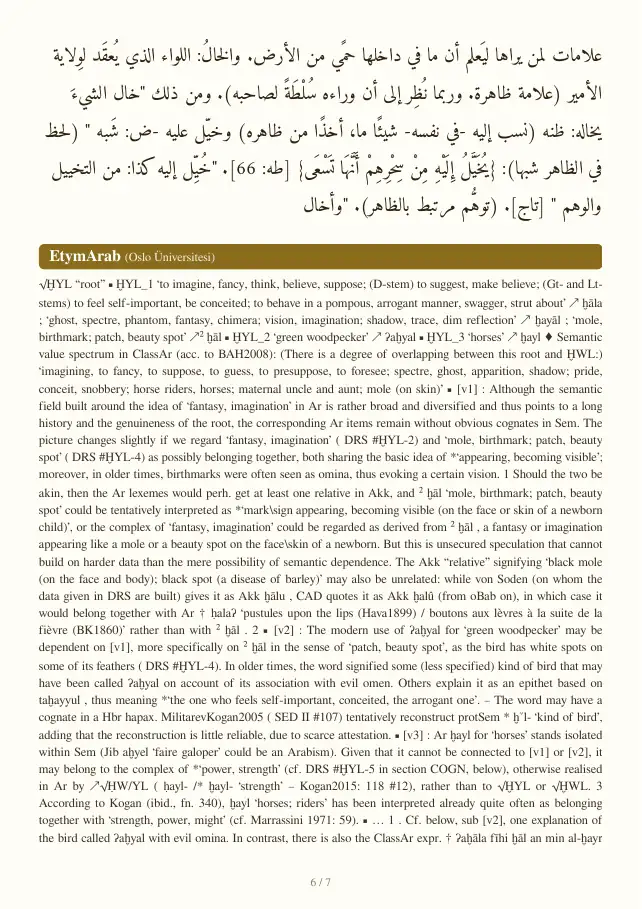 علامات لمن يراها ليَعلم أن ما في داخلها حمًي من الأرض. والخالُ: اللواء الذي يُعقَد لوِلاية
الأمير (علامة ظاهرة. وربما نُظِر إلى أن وراءه سُلْطَةً لصاحبه). ومن ذلك "خال الشيءَ
يخاله: ظنه (نسب إليه -في نفسه- شيئًا ما، أخذًا من ظاهره) وخيّل عليه -ض: شَبه " (لحظ
في الظاهر شبها): {يُخَيَّلُ إِلَيْهِ مِنْ سِحْرِهِمْ أَنَّهَا تَسْعَى} [طه: 66]. "خُيِّل إليه كذا: من التخييل
والوهم " [تاج]. (توهُّم مرتبط بالظاهر). "وأخال
EtymArab (Oslo Üniversitesi)
√ḪYL “root” ▪ ḪYL_1 ‘to imagine, fancy, think, believe, suppose; (D-stem) to suggest, make believe; (Gt- and Lt-
stems) to feel self-important, be conceited; to behave in a pompous, arrogant manner, swagger, strut about’ ↗ ḫāla
; ‘ghost, spectre, phantom, fantasy, chimera; vision, imagination; shadow, trace, dim reflection’ ↗ ḫayāl ; ‘mole,
birthmark; patch, beauty spot’ ↗² ḫāl ▪ ḪYL_2 ‘green woodpecker’ ↗ ʔaḫyal ▪ ḪYL_3 ‘horses’ ↗ ḫayl ♦ Semantic
value spectrum in ClassAr (acc. to BAH2008): (There is a degree of overlapping between this root and ḪWL:)
‘imagining, to fancy, to suppose, to guess, to presuppose, to foresee; spectre, ghost, apparition, shadow; pride,
conceit, snobbery; horse riders, horses; maternal uncle and aunt; mole (on skin)’ ▪ [v1] : Although the semantic
field built around the idea of ‘fantasy, imagination’ in Ar is rather broad and diversified and thus points to a long
history and the genuineness of the root, the corresponding Ar items remain without obvious cognates in Sem. The
picture changes slightly if we regard ‘fantasy, imagination’ ( DRS #ḪYL-2) and ‘mole, birthmark; patch, beauty
spot’ ( DRS #ḪYL-4) as possibly belonging together, both sharing the basic idea of *‘appearing, becoming visible’;
moreover, in older times, birthmarks were often seen as omina, thus evoking a certain vision. 1 Should the two be
akin, then the Ar lexemes would perh. get at least one relative in Akk, and ² ḫāl ‘mole, birthmark; patch, beauty
spot’ could be tentatively interpreted as *‘mark\sign appearing, becoming visible (on the face or skin of a newborn
child)’, or the complex of ‘fantasy, imagination’ could be regarded as derived from ² ḫāl , a fantasy or imagination
appearing like a mole or a beauty spot on the face\skin of a newborn. But this is unsecured speculation that cannot
build on harder data than the mere possibility of semantic dependence. The Akk “relative” signifying ‘black mole
(on the face and body); black spot (a disease of barley)’ may also be unrelated: while von Soden (on whom the
data given in DRS are built) gives it as Akk ḫālu , CAD quotes it as Akk ḫalû (from oBab on), in which case it
would belong together with Ar † ḫalaʔ ‘pustules upon the lips (Hava1899) / boutons aux lèvres à la suite de la
fièvre (BK1860)’ rather than with ² ḫāl . 2 ▪ [v2] : The modern use of ʔaḫyal for ‘green woodpecker’ may be
dependent on [v1], more specifically on ² ḫāl in the sense of ‘patch, beauty spot’, as the bird has white spots on
some of its feathers ( DRS #ḪYL-4). In older times, the word signified some (less specified) kind of bird that may
have been called ʔaḫyal on account of its association with evil omen. Others explain it as an epithet based on
taḫayyul , thus meaning *‘the one who feels self-important, conceited, the arrogant one’. – The word may have a
cognate in a Hbr hapax. MilitarevKogan2005 ( SED II #107) tentatively reconstruct protSem * ḫ˘l- ‘kind of bird’,
adding that the reconstruction is little reliable, due to scarce attestation. ▪ [v3] : Ar ḫayl for ‘horses’ stands isolated
within Sem (Jib aḫyel ‘faire galoper’ could be an Arabism). Given that it cannot be connected to [v1] or [v2], it
may belong to the complex of *‘power, strength’ (cf. DRS #ḪYL-5 in section COGN, below), otherwise realised
in Ar by ↗√ḤW/YL ( ḥayl- /* ḫayl- ‘strength’ – Kogan2015: 118 #12), rather than to √ḪYL or √ḪWL. 3
According to Kogan (ibid., fn. 340), ḫayl ‘horses; riders’ has been interpreted already quite often as belonging
together with ‘strength, power, might’ (cf. Marrassini 1971: 59). ▪ … 1 . Cf. below, sub [v2], one explanation of
the bird called ʔaḫyal with evil omina. In contrast, there is also the ClassAr expr. † ʔaḫāla fīhi ḫāl an min al-ḫayr
6 / 7